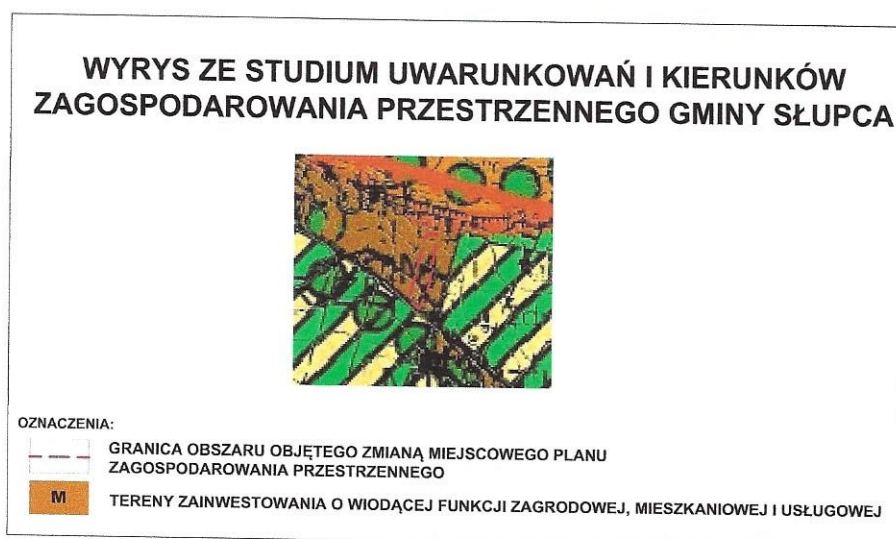 WYRYS ZE STUDIUM UWARUNKOWAŃ I KIERUNKÓW
ZAGOSPODAROWANIA PRZESTRZENNEGO GMINY SŁUPCA
OZNACZENIA:
GRANICA OBSZARU OBJĘTEGO ZMIANĄ MIEJSCOWEGO PLANU
ZAGOSPODAROWANIA PRZESTRZENNEGO
M TERENY ZAINWESTOWANIA O WIODĄCEJ FUNKCJI ZAGRODOWEJ, MIESZKANIOWEJ I USŁUGOWEJ